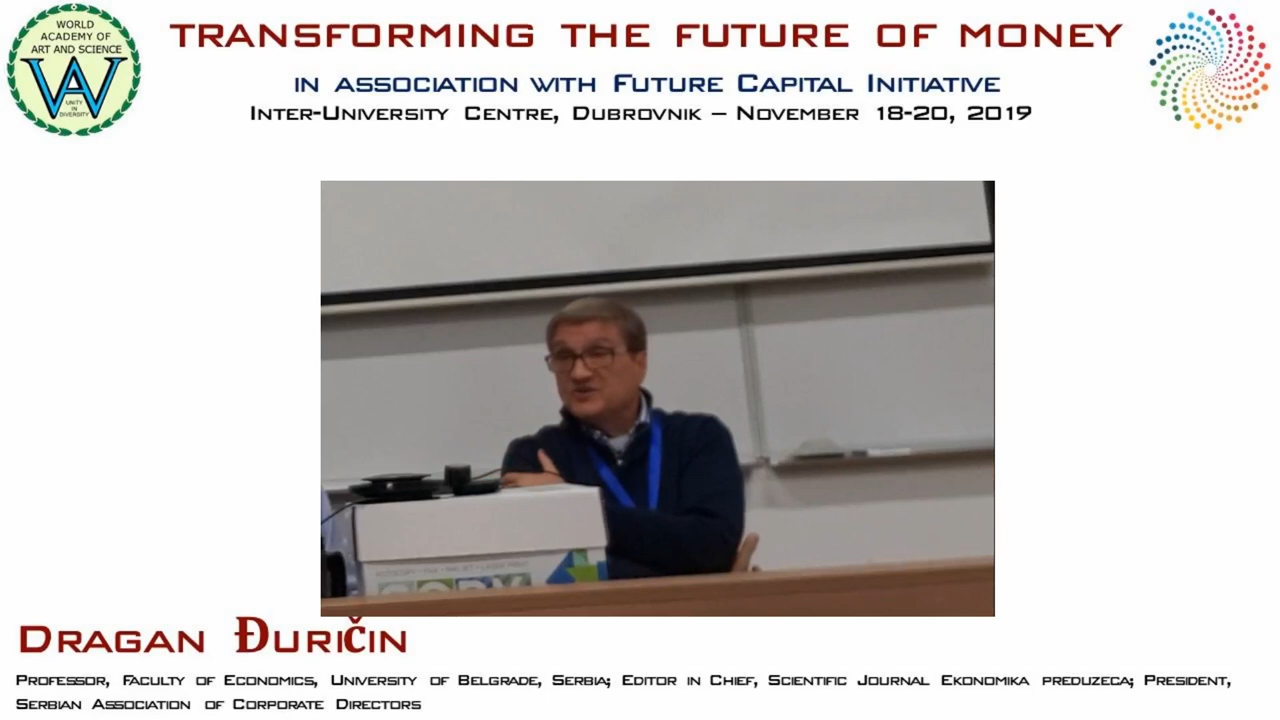 WORLD
ACADEMY OF
ART AND SCIENCE
WA
UNITY
IN
DIVERSITY
TRANSFORMING THE FUTURE OF MONEY
IN ASSOCIATION WITH FUTURE CAPITAL INITIATIVE
INTER-UNIVERSITY CENTRE, DUBROVNIK – NOVEMBER 18-20, 2019
COPY
DRAGAN ĐURIČIN
PROFESSOR, FACULTY OF ECONOMICS, UNIVERSITY OF BELGRADE, SERBIA; EDITOR IN CHIEF, SCIENTIFIC JOURNAL EKONOMIKA PREDUZECA; PRESIDENT,
SERBIAN ASSOCIATION OF CORPORATE DIRECTORS